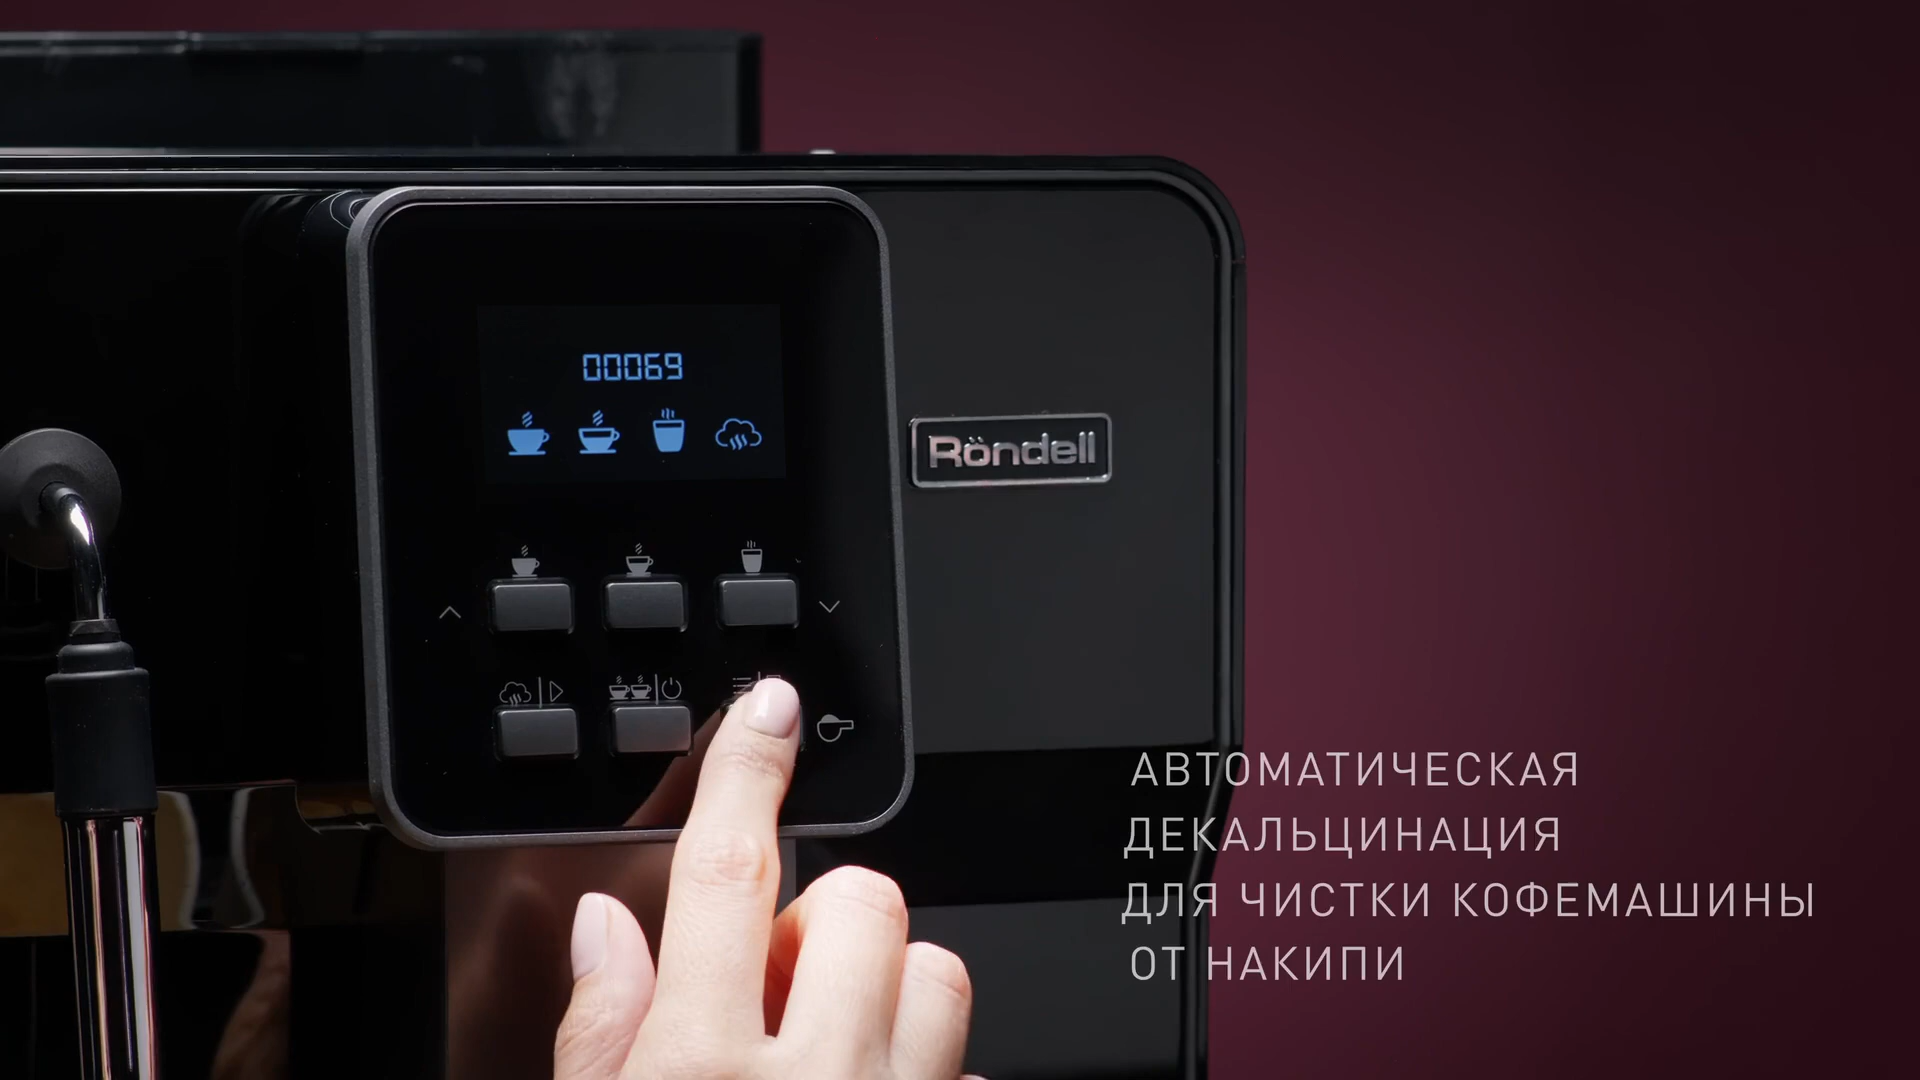 00069
Röndell
АВТОМАТИЧЕСКАЯ
ДЕКАЛЬЦИНАЦИЯ
ДЛЯ ЧИСТКИ КОФЕМАШИНЫ
ОТ НАКИПИ